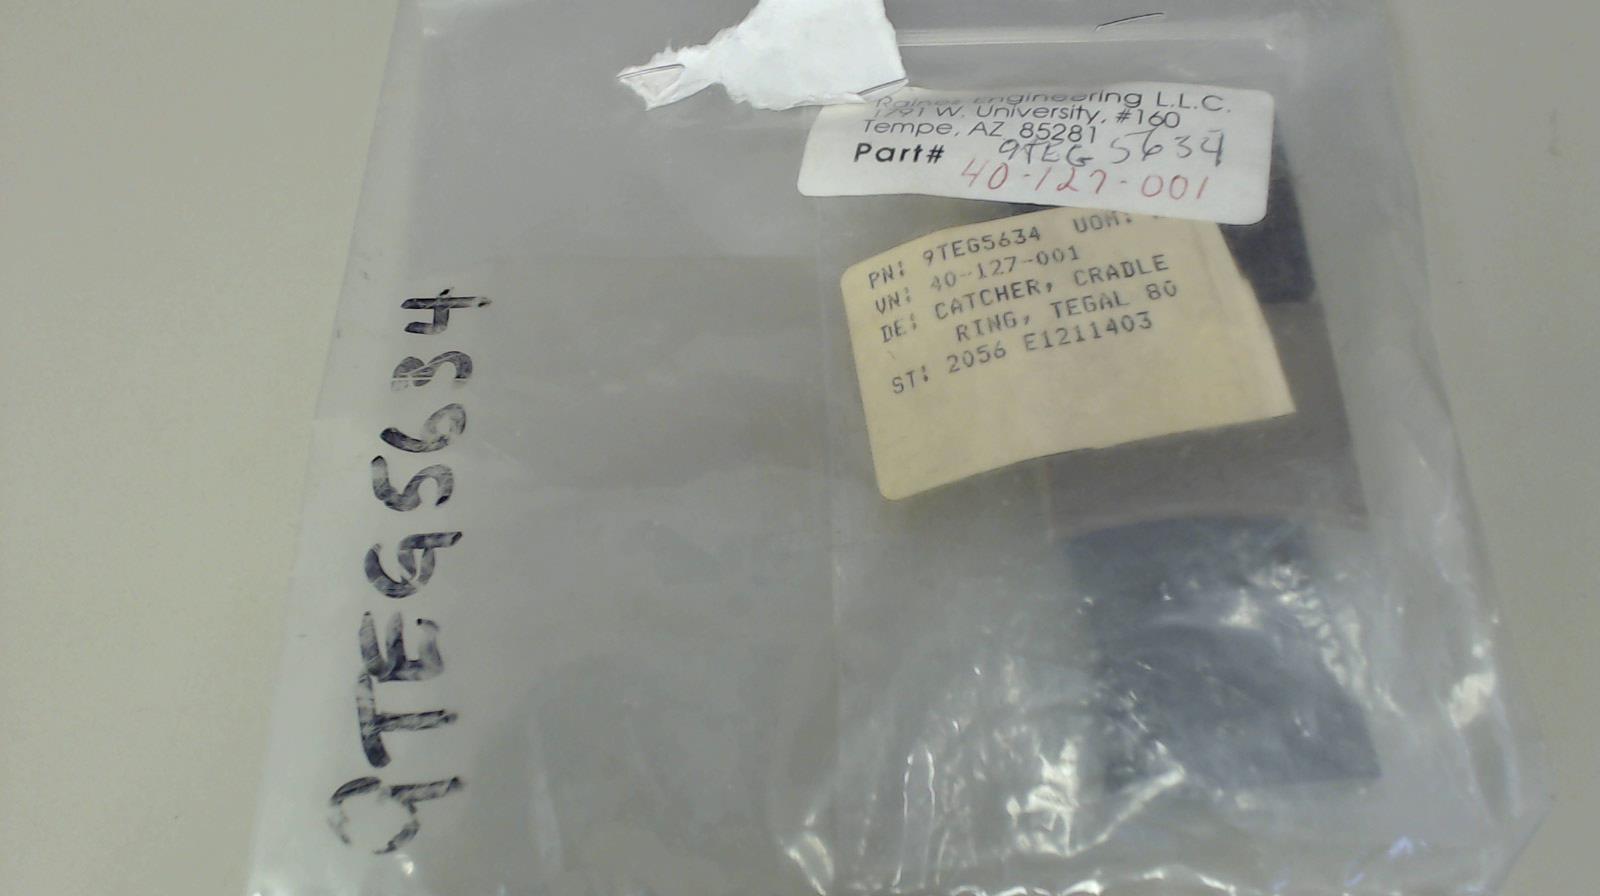 Engineering L.L.C.
1791 W. University, #160
Tempe, AZ 85281
Part# 9TEG5634
40-127-001
PN: 9TEG5634 UOM:
VN: 40-127-001
DE: CATCHER, CRADLE
RING, TEGAL 80
ST: 2056 E1211403
9TEG5634